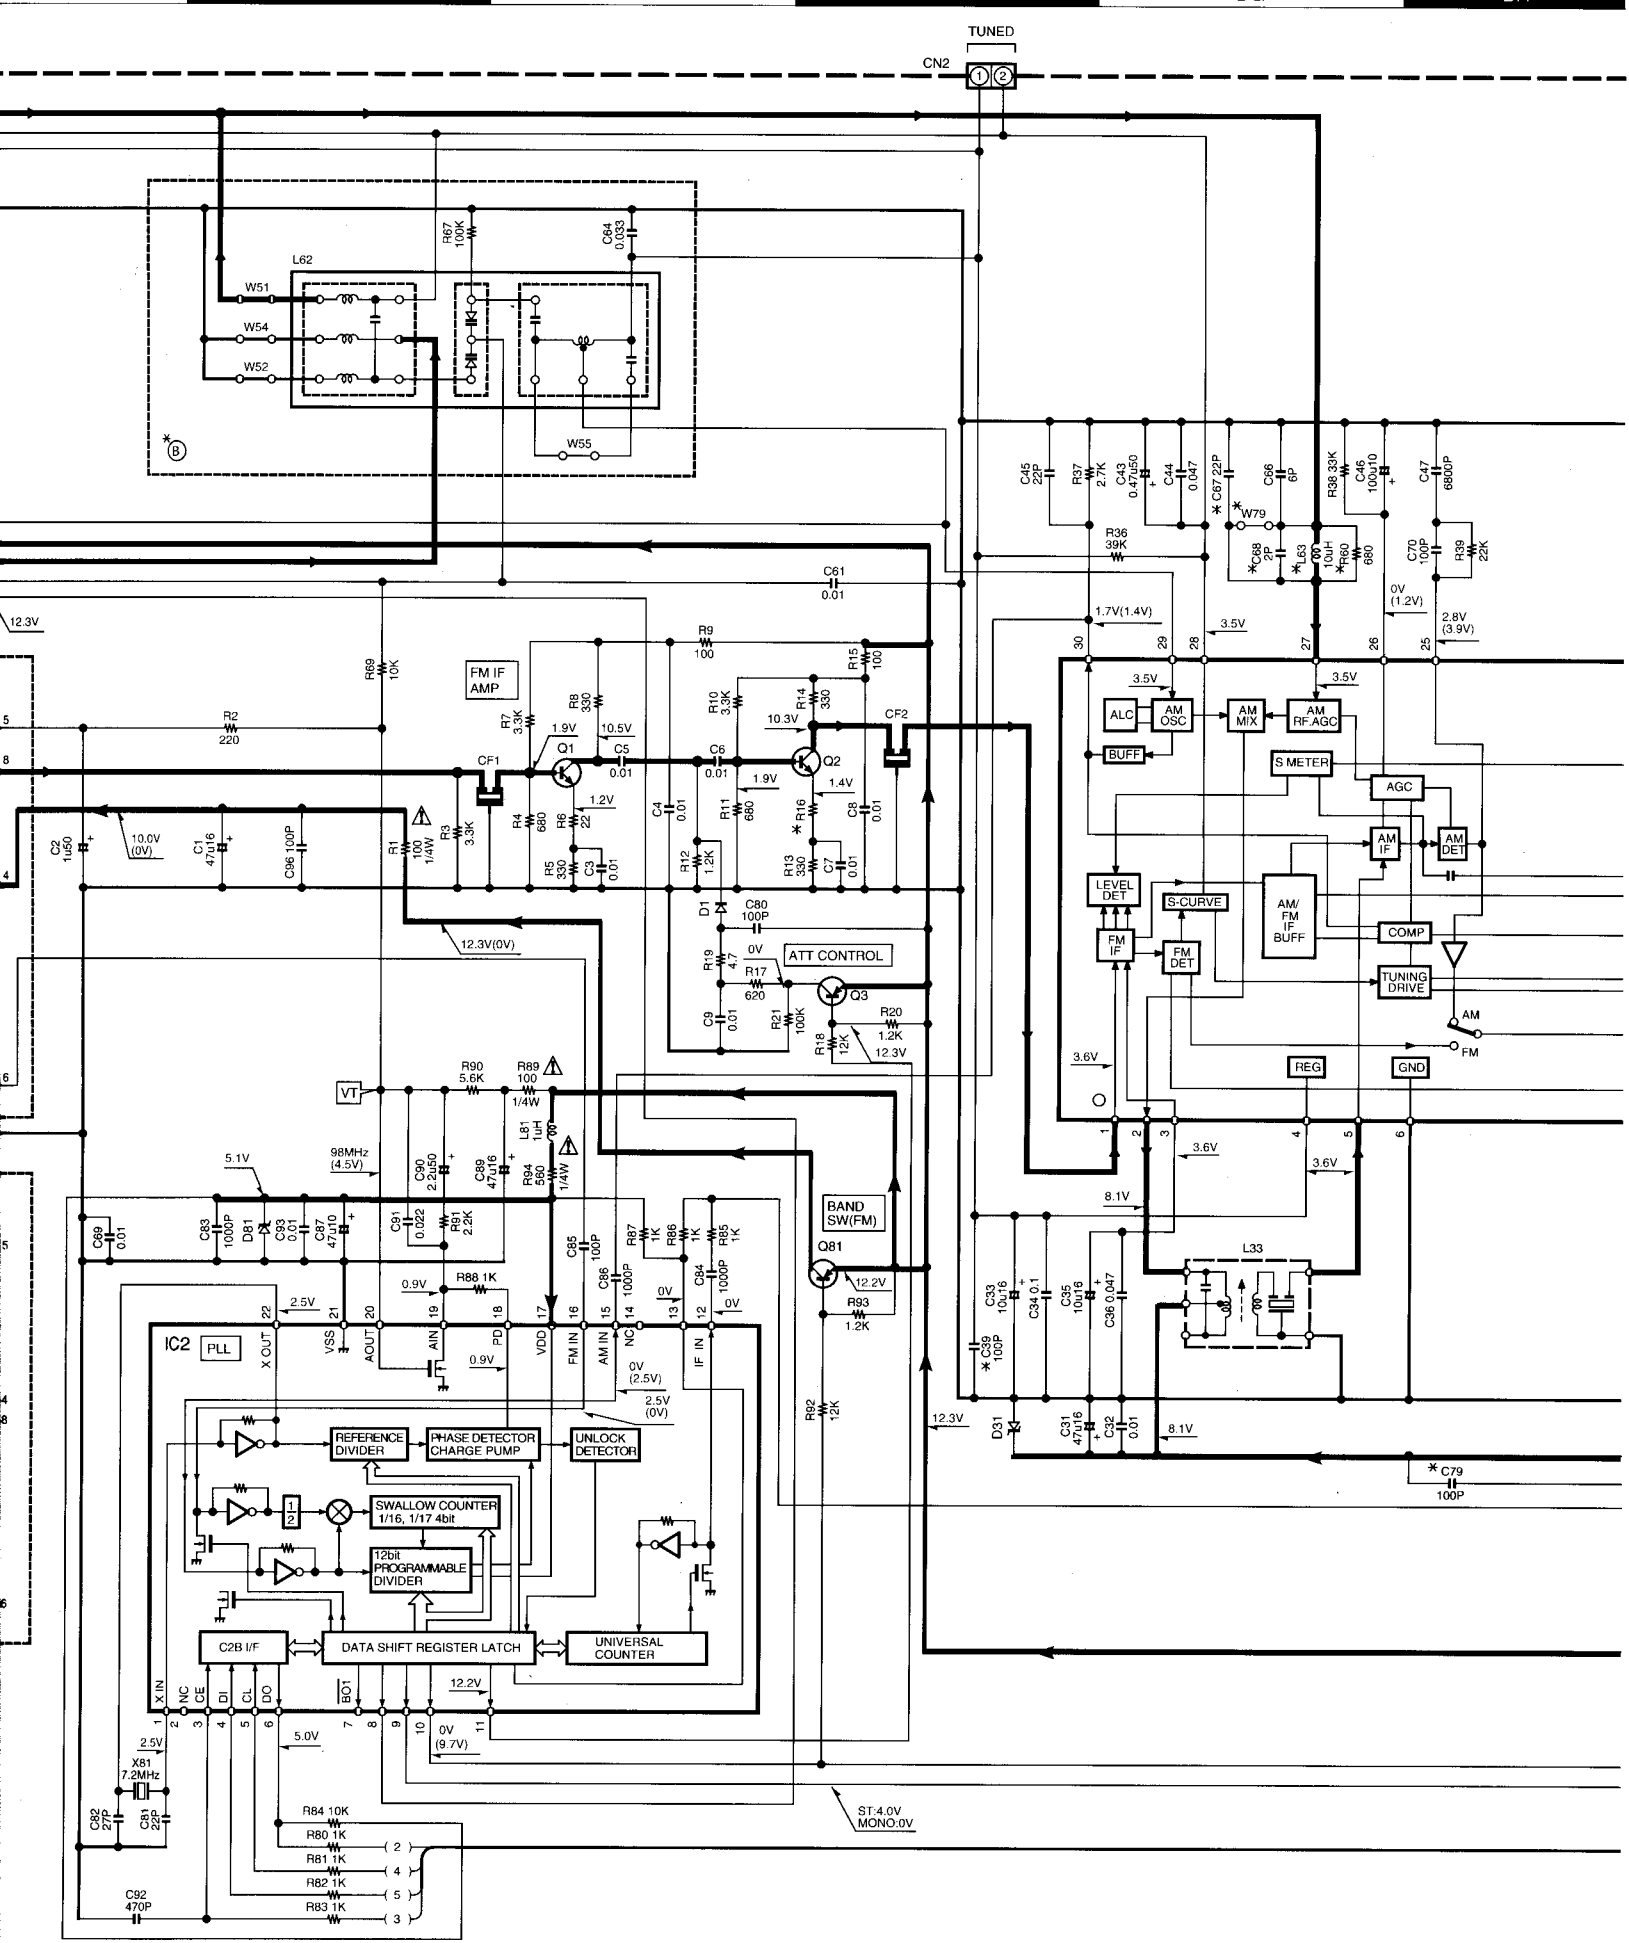 TUNED
CN2
1 2
R67
100K
C64
0.033
L62
W51
W54
W52
W55
*
B
C45
22P
R37
2.7K
C43
0.47u50
+
C44
0.047
* C67 22P
C66
6P
R38 33K
C46
100u10
+
C47
6800P
*
W79
* C68
2P
* L63
10uH
* R60
680
C70
100P
R39
22K
R36
39K
C61
0.01
0V
(1.2V)
2.8V
(3.9V)
1.7V(1.4V)
3.5V
30
29
28
27
26
25
12.3V
R69
10K
FM IF
AMP
R7
3.3K
R8
330
R9
100
R10
3.3K
R14
330
R15
100
5
R2
220
1.9V
10.5V
10.3V
CF2
8
CF1
Q1
C5
0.01
C6
0.01
Q2
1.2V
1.9V
1.4V
C2
1u50
+
10.0V
(0V)
C1
47u16
+
C96 100P
R1
100
1/4W
R3
3.3K
R4
680
R6
22
R5
330
C3
0.01
C4
0.01
R12
1.2K
R11
680
* R16
R13
330
C7
0.01
C8
0.01
4
3.5V
3.5V
ALC
AM
OSC
AM
MIX
AM
RF.AGC
BUFF
S METER
AGC
AM
IF
AM
DET
LEVEL
DET
S-CURVE
AM/
FM
IF
BUFF
COMP
FM
IF
FM
DET
TUNING
DRIVE
AM
FM
3.6V
REG
GND
1
2
3
4
5
6
D1
C80
100P
12.3V(0V)
0V
ATT CONTROL
R19
4.7
R17
620
Q3
C9
0.01
R21
100K
R18
12K
R20
1.2K
12.3V
6
VT
R90
5.6K
R89
100
1/4W
L81
1uH
98MHz
(4.5V)
C90
2.2u50
+
C89
47u16
+
R94
560
1/4W
5.1V
BAND
SW(FM)
Q81
12.2V
R93
1.2K
3.6V
3.6V
8.1V
L33
5
C69
0.01
C83
1000P
D81
C93
0.01
C87
47u10
+
C91
0.022
R91
2.2K
C85
100P
R87
1K
R86
1K
R85
1K
C86
1000P
C84
1000P
0.9V
R88 1K
2.5V
0V
0V
22
21
20
19
18
17
16
15
14
13
12
IC2
PLL
X OUT
VSS
AOUT
AIN
PD
VDD
FM IN
AM IN
NC
IF IN
0.9V
0V
(2.5V)
2.5V
(0V)
C33
10u16
+
C34 0.1
C35
10u16
+
C36 0.047
* C39
100P
D31
C31
47u16
+
C32
0.01
8.1V
* C79
100P
R92
12K
12.3V
REFERENCE
DIVIDER
PHASE DETECTOR
CHARGE PUMP
UNLOCK
DETECTOR
1
2
SWALLOW COUNTER
1/16, 1/17 4bit
12bit
PROGRAMMABLE
DIVIDER
C2B I/F
DATA SHIFT REGISTER LATCH
UNIVERSAL
COUNTER
12.2V
X IN
NC
CE
DI
CL
DO
BO1
1
2
3
4
5
6
7
8
9
10
11
2.5V
5.0V
0V
(9.7V)
X81
7.2MHz
C82
27P
C81
22P
ST:4.0V
MONO:0V
R84 10K
R80 1K
( 2 )
R81 1K
( 4 )
R82 1K
( 5 )
C92
470P
R83 1K
( 3 )